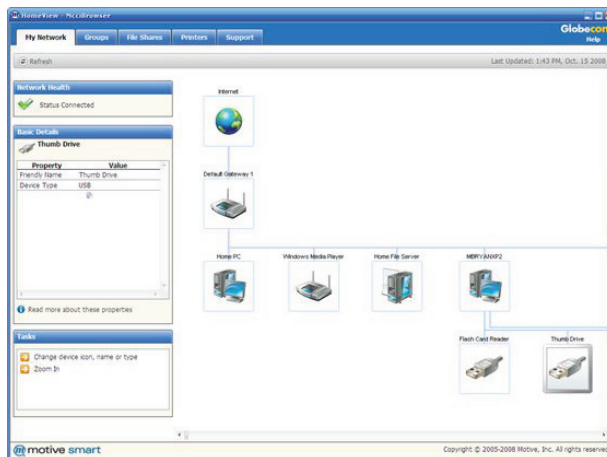 HomeView - McciBrowser
My Network Groups File Shares Printers Support
Globecom
Help
Refresh
Last Updated: 1:43 PM, Oct. 15 2008
Network Health
Status Connected
Basic Details
Thumb Drive
Property Value
Friendly Name Thumb Drive
Device Type USB
Read more about these properties
Tasks
Change device icon, name or type
Zoom In
Internet
Default Gateway 1
Home PC Windows Media Player Home File Server MBRYANXP2
Flash Card Reader Thumb Drive
motive smart
Copyright © 2005-2008 Motive, Inc. All rights reserved